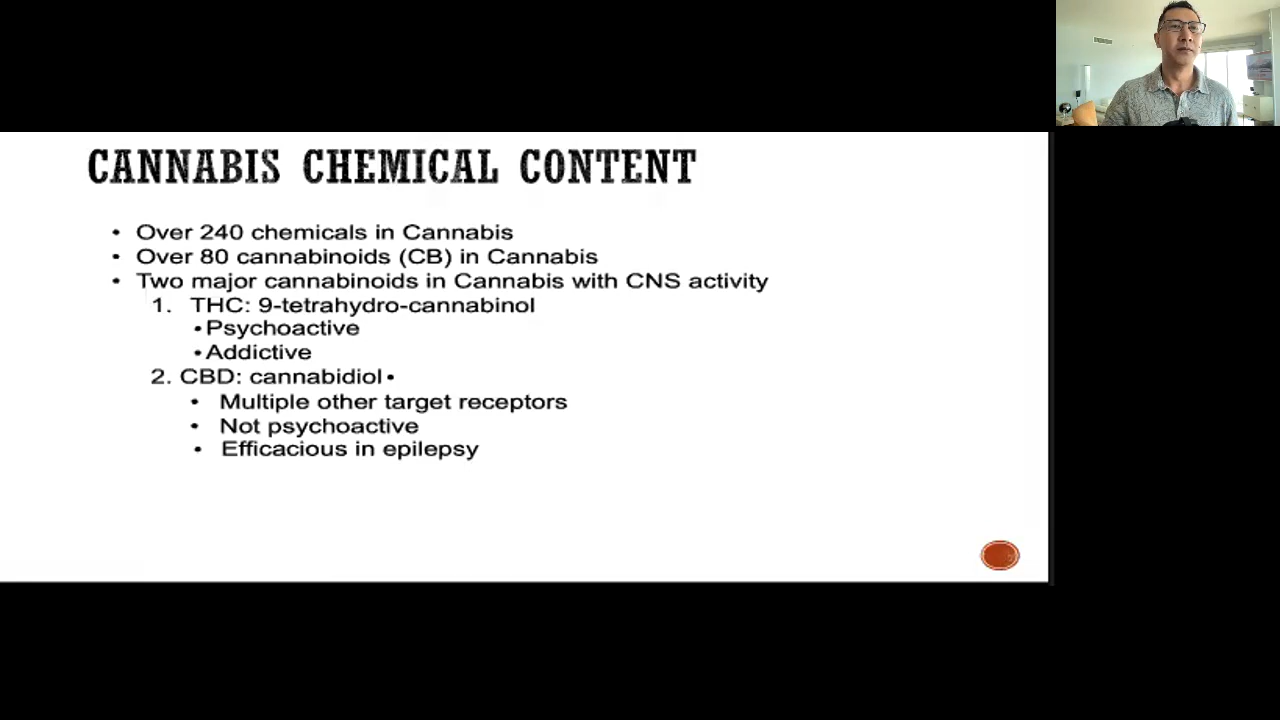 CANNABIS CHEMICAL CONTENT
• Over 240 chemicals in Cannabis
• Over 80 cannabinoids (CB) in Cannabis
• Two major cannabinoids in Cannabis with CNS activity
1. THC: 9-tetrahydro-cannabinol
• Psychoactive
• Addictive
2. CBD: cannabidiol •
• Multiple other target receptors
• Not psychoactive
• Efficacious in epilepsy